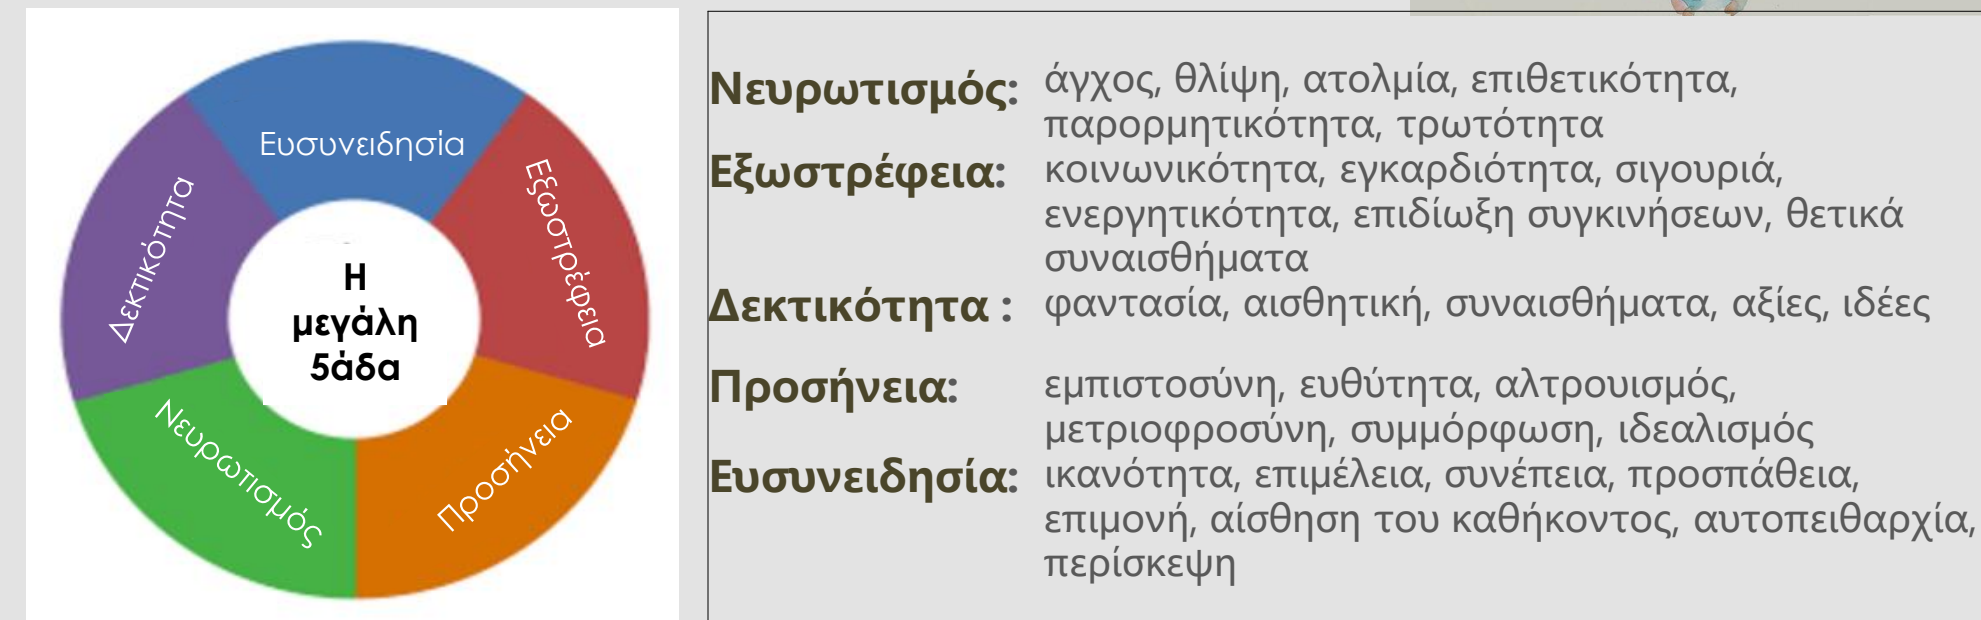 Ευσυνειδησία
Εξωστρέφεια
Προσήνεια
Νευρωτισμός
Δεκτικότητα
Η
μεγάλη
5άδα
Νευρωτισμός: άγχος, θλίψη, ατολμία, επιθετικότητα,
παρορμητικότητα, τρωτότητα
Εξωστρέφεια: κοινωνικότητα, εγκαρδιότητα, σιγουριά,
ενεργητικότητα, επιδίωξη συγκινήσεων, θετικά
συναισθήματα
Δεκτικότητα : φαντασία, αισθητική, συναισθήματα, αξίες, ιδέες
Προσήνεια: εμπιστοσύνη, ευθύτητα, αλτρουισμός,
μετριοφροσύνη, συμμόρφωση, ιδεαλισμός
Ευσυνειδησία: ικανότητα, επιμέλεια, συνέπεια, προσπάθεια,
επιμονή, αίσθηση του καθήκοντος, αυτοπειθαρχία,
περίσκεψη